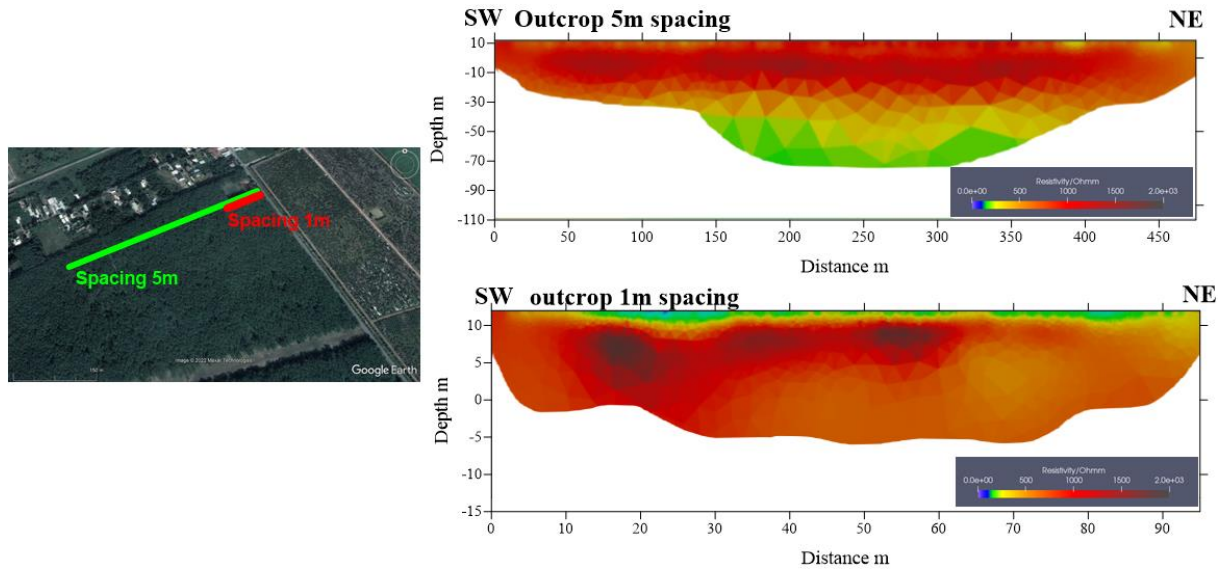 Spacing 1m
Spacing 5m
Google Earth
SW Outcrop 5m spacing NE
10
-10
-30
-50
-70
-90
-110
Depth m
0 50 100 150 200 250 300 350 400 450
Distance m
Resistivity/Ohmm
0.0e+00 500 1000 1500 2.0e+03
SW outcrop 1m spacing NE
10
5
0
-5
-10
-15
Depth m
0 10 20 30 40 50 60 70 80 90
Distance m
Resistivity/Ohmm
0.0e+00 500 1000 1500 2.0e+03